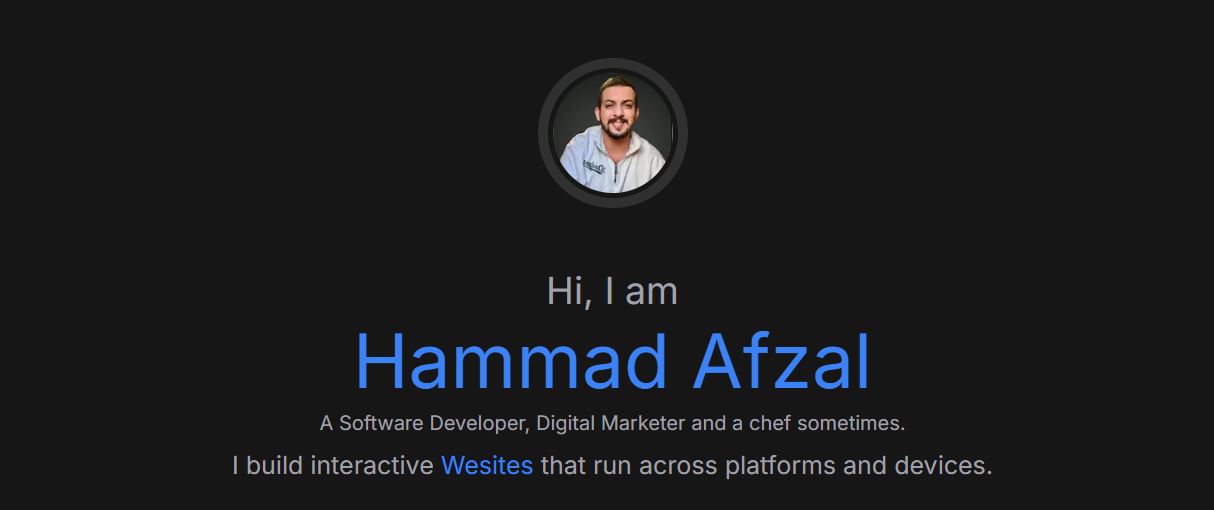 Hi, I am
Hammad Afzal
A Software Developer, Digital Marketer and a chef sometimes.
I build interactive Wesites that run across platforms and devices.